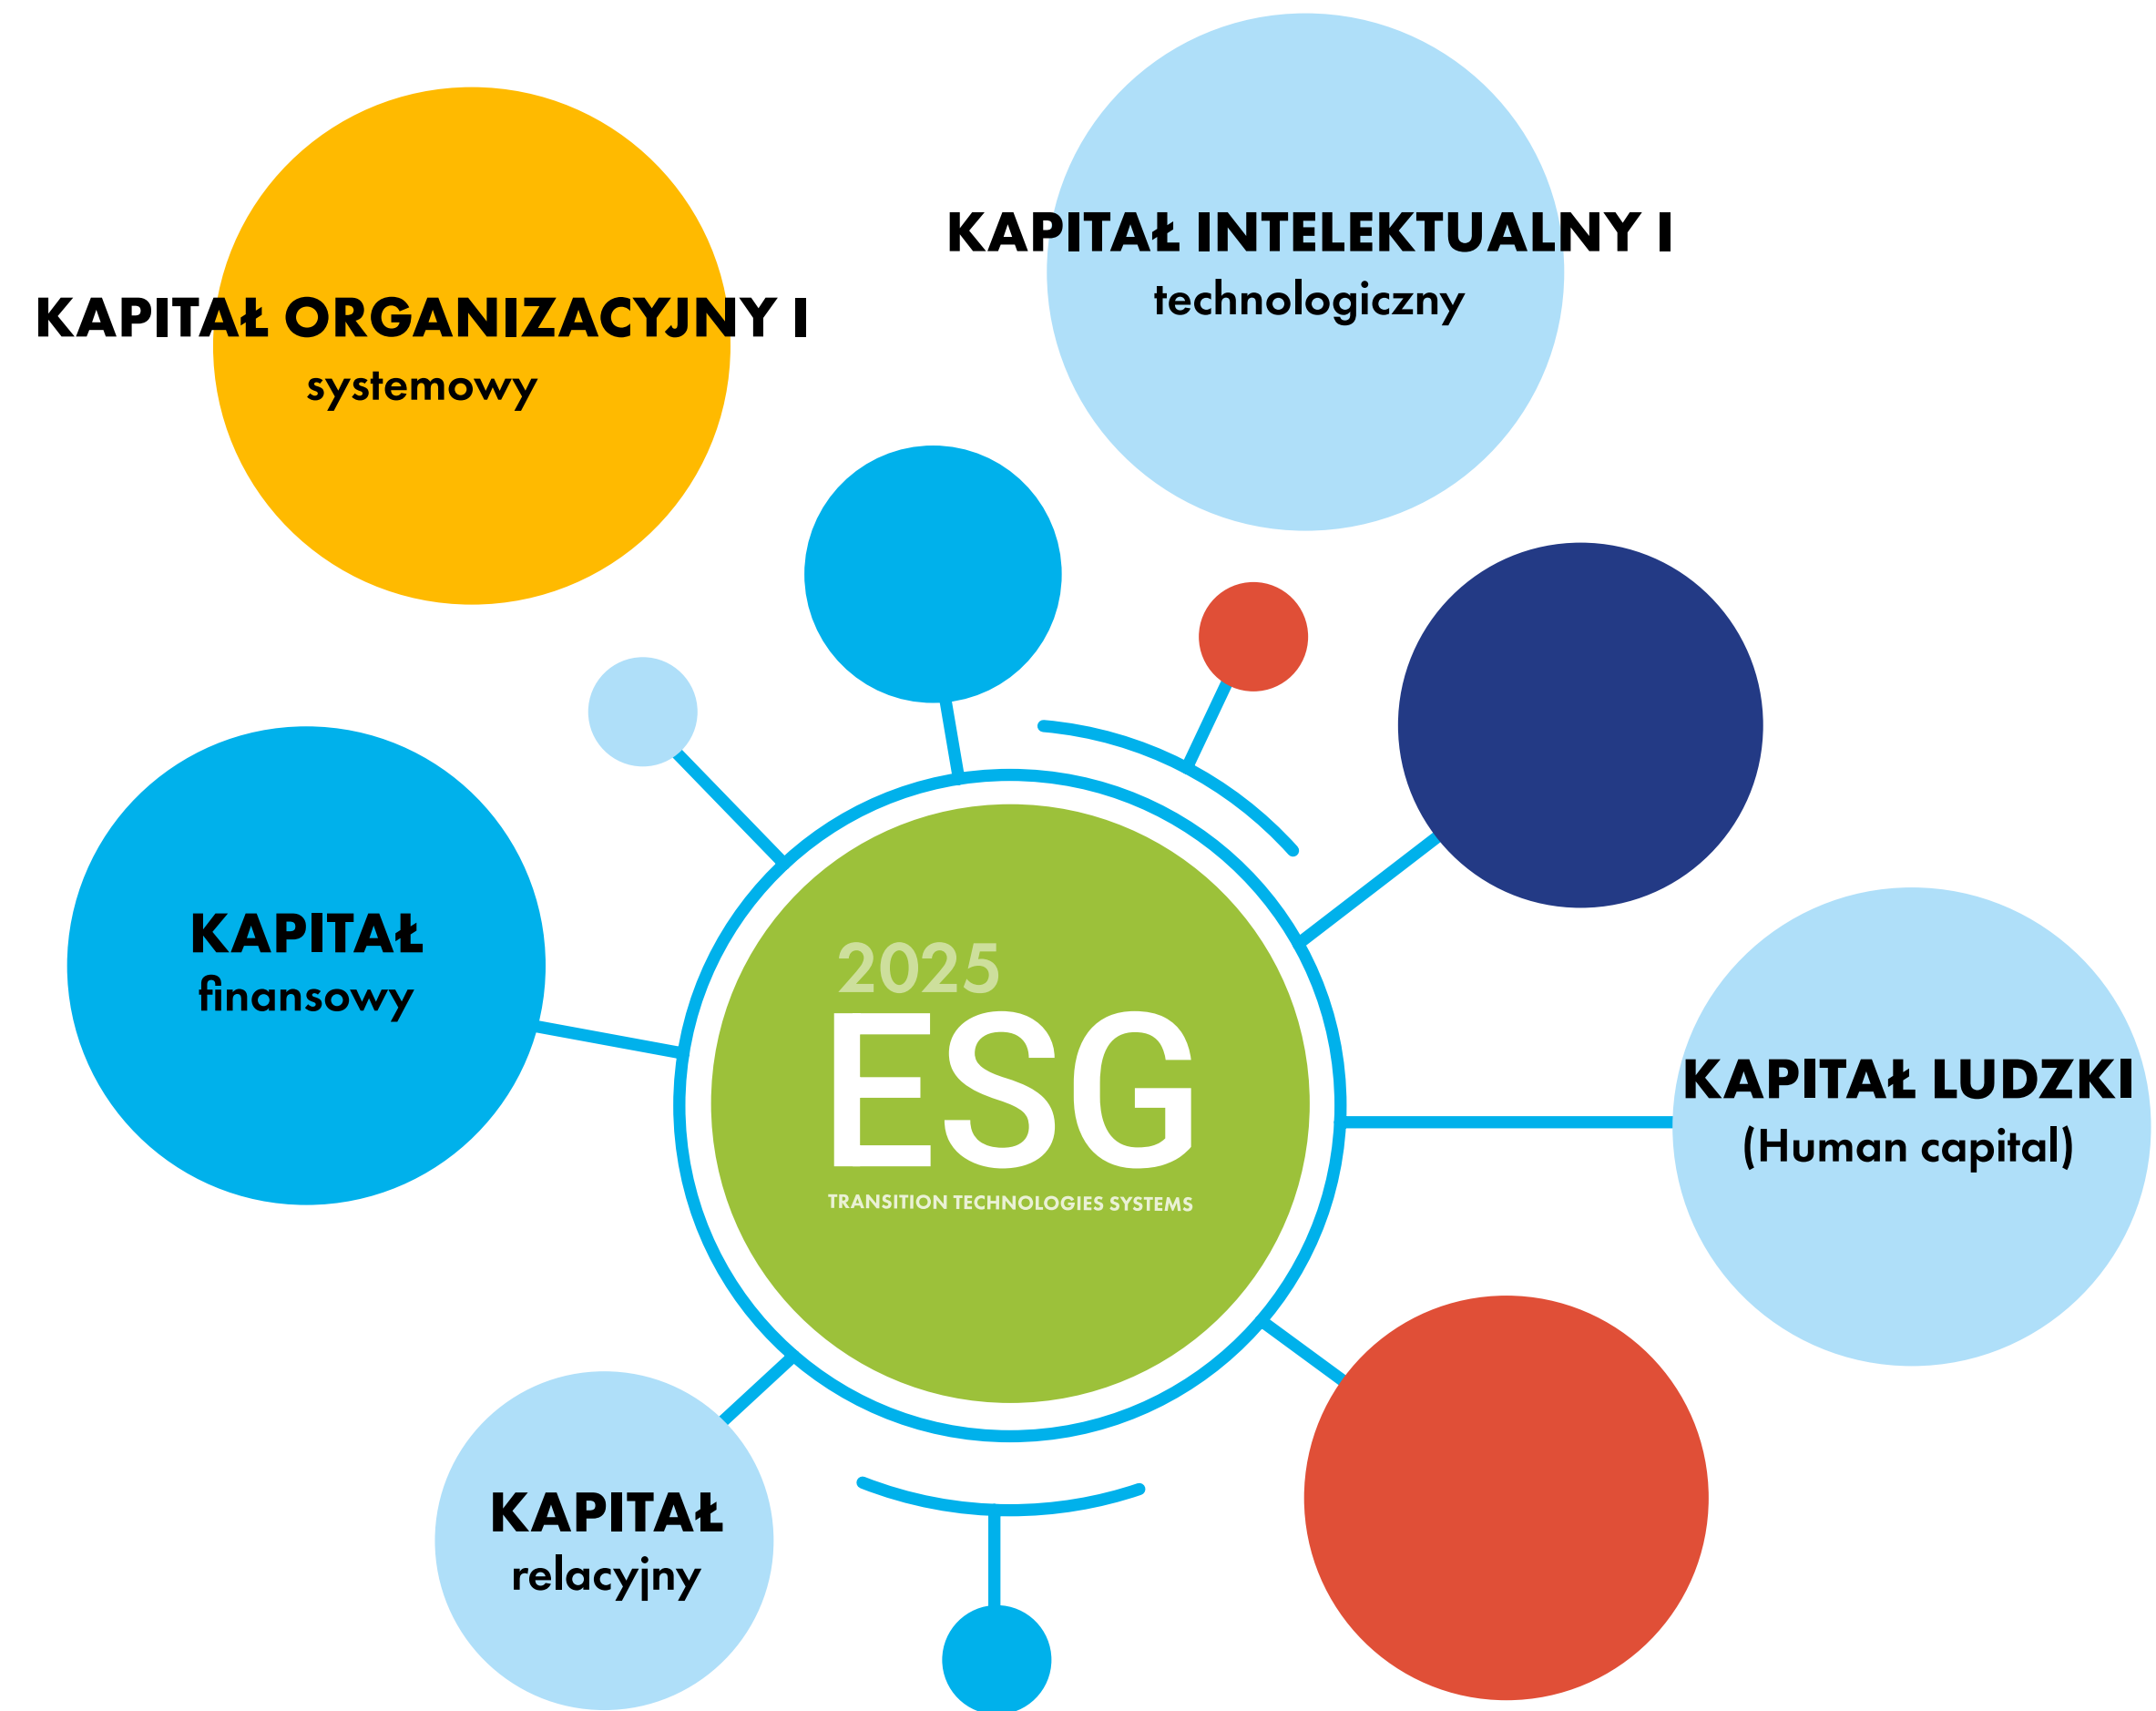 KAPITAŁ INTELEKTUALNY I
technologiczny
KAPITAŁ ORGANIZACYJNY I
systemowy
KAPITAŁ
finansowy
2025
ESG
TRANSITION TECHNOLOGIES SYSTEMS
KAPITAŁ LUDZKI
(Human capital)
KAPITAŁ
relacyjny